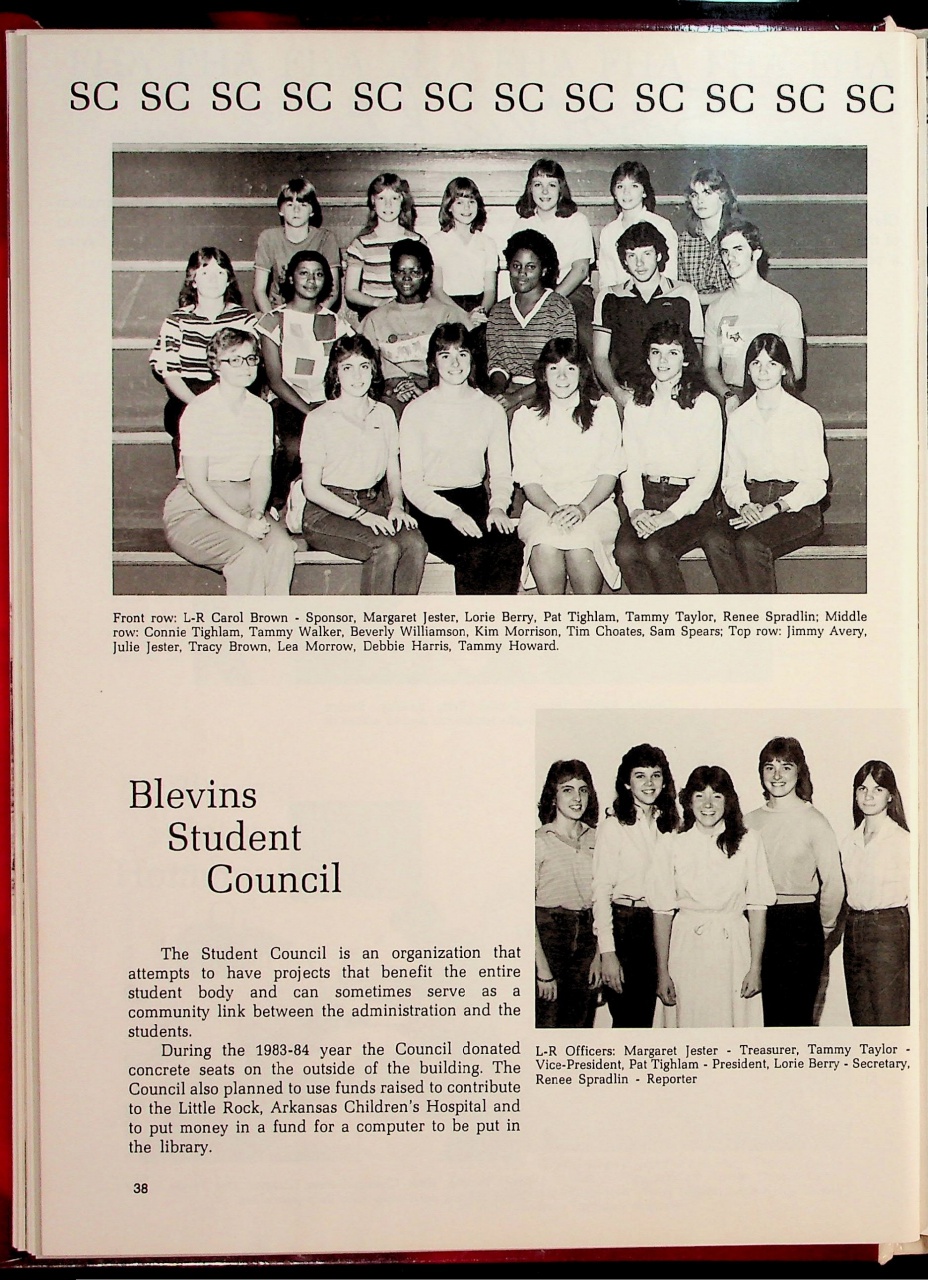 SC SC SC SC SC SC SC SC SC SC SC SC
Front row: L-R Carol Brown - Sponsor, Margaret Jester, Lorie Berry, Pat Tighlam, Tammy Taylor, Renee Spradlin; Middle
row: Connie Tighlam, Tammy Walker, Beverly Williamson, Kim Morrison, Tim Choates, Sam Spears; Top row: Jimmy Avery,
Julie Jester, Tracy Brown, Lea Morrow, Debbie Harris, Tammy Howard.
Blevins
Student
Council
The Student Council is an organization that
attempts to have projects that benefit the entire
student body and can sometimes serve as a
community link between the administration and the
students.
During the 1983-84 year the Council donated
concrete seats on the outside of the building. The
Council also planned to use funds raised to contribute
to the Little Rock, Arkansas Children's Hospital and
to put money in a fund for a computer to be put in
the library.
L-R Officers: Margaret Jester - Treasurer, Tammy Taylor -
Vice-President, Pat Tighlam - President, Lorie Berry - Secretary,
Renee Spradlin - Reporter
38